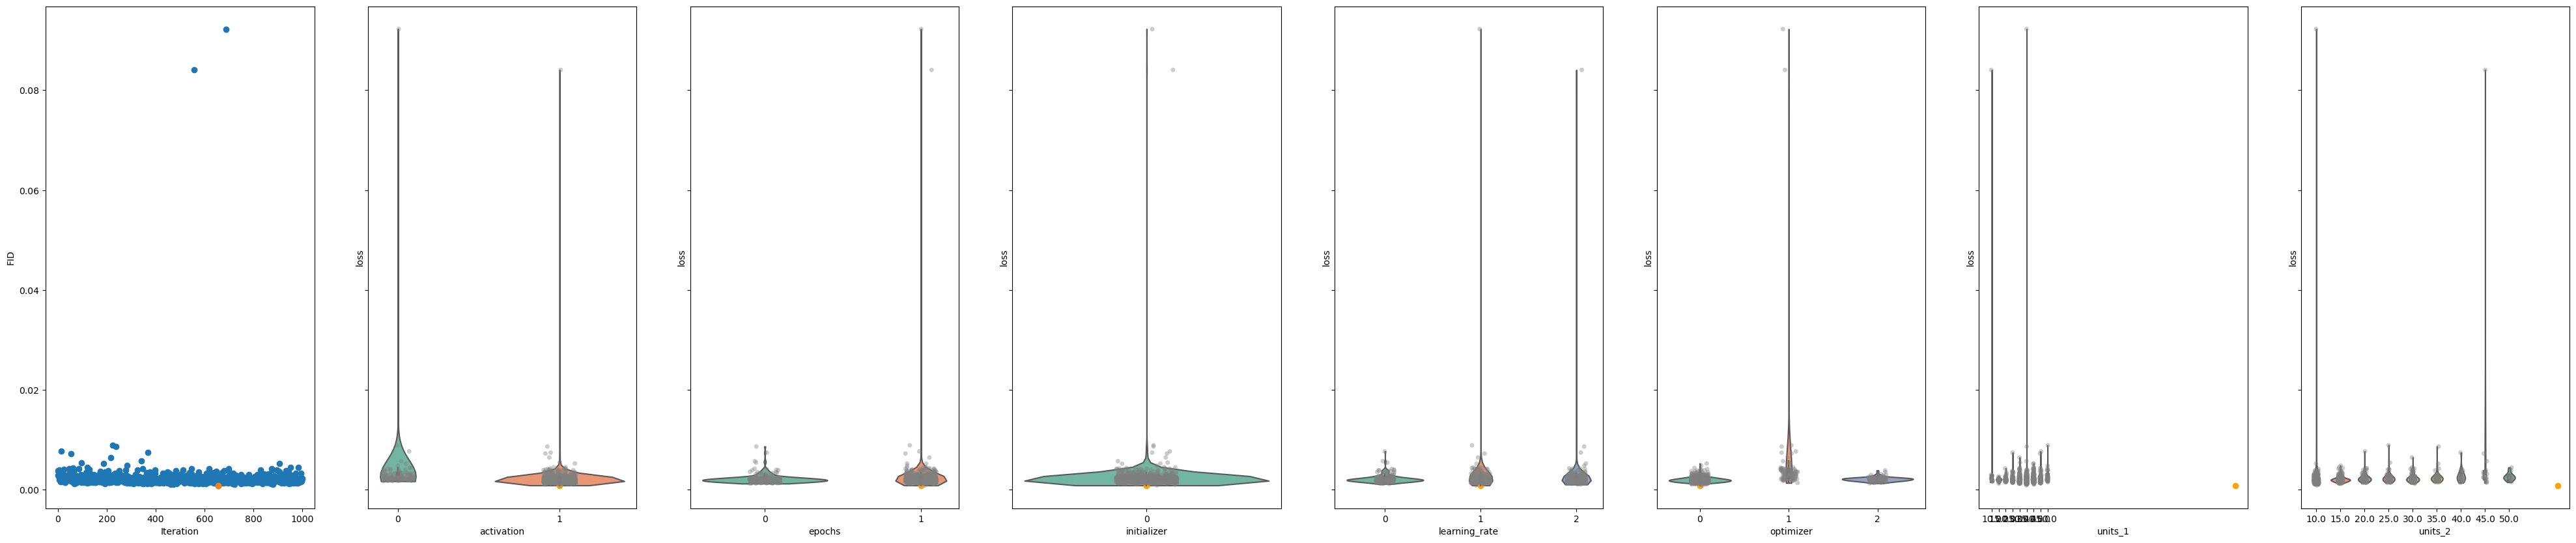 FID
0.08
0.06
0.04
0.02
0.00
0 200 400 600 800 1000
Iteration
loss
0 1
activation
loss
0 1
epochs
loss
0
initializer
loss
0 1 2
learning_rate
loss
0 1 2
optimizer
loss
units_1
loss
10.0 15.0 20.0 25.0 30.0 35.0 40.0 45.0 50.0
units_2